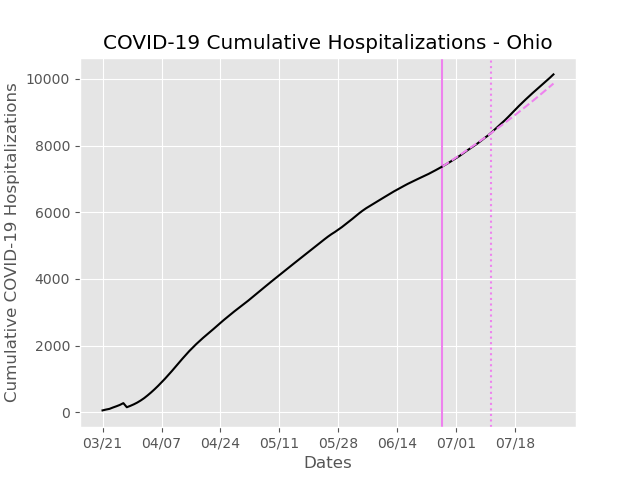 COVID-19 Cumulative Hospitalizations - Ohio
Cumulative COVID-19 Hospitalizations
10000
8000
6000
4000
2000
0
03/21 04/07 04/24 05/11 05/28 06/14 07/01 07/18
Dates